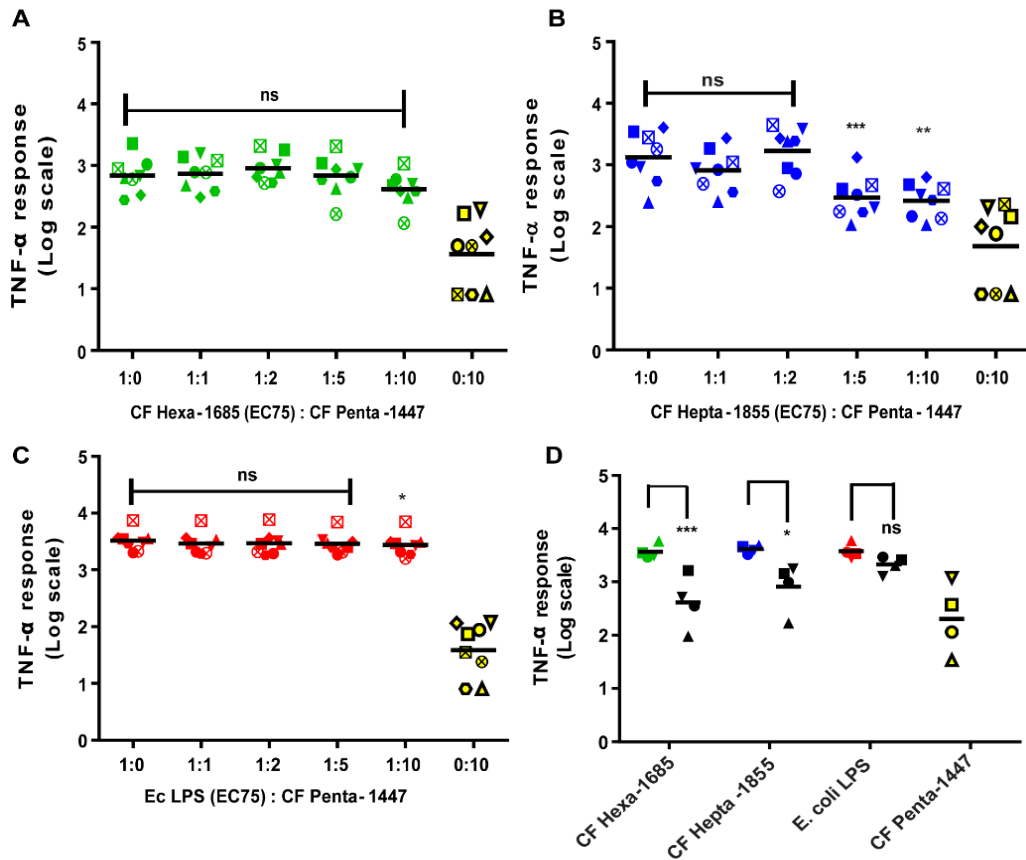 A
TNF-α response
(Log scale)
5
4
3
2
1
0
ns
1:0 1:1 1:2 1:5 1:10 0:10
CF Hexa-1685 (EC75) : CF Penta-1447
B
TNF-α response
(Log scale)
5
4
3
2
1
0
ns
***
**
1:0 1:1 1:2 1:5 1:10 0:10
CF Hepta-1855 (EC75) : CF Penta-1447
C
TNF-α response
(Log scale)
5
4
3
2
1
0
ns
*
1:0 1:1 1:2 1:5 1:10 0:10
Ec LPS (EC75) : CF Penta-1447
D
TNF-α response
(Log scale)
5
4
3
2
1
0
***
*
ns
CF Hexa-1685
CF Hepta -1855
E. coli LPS
CF Penta-1447